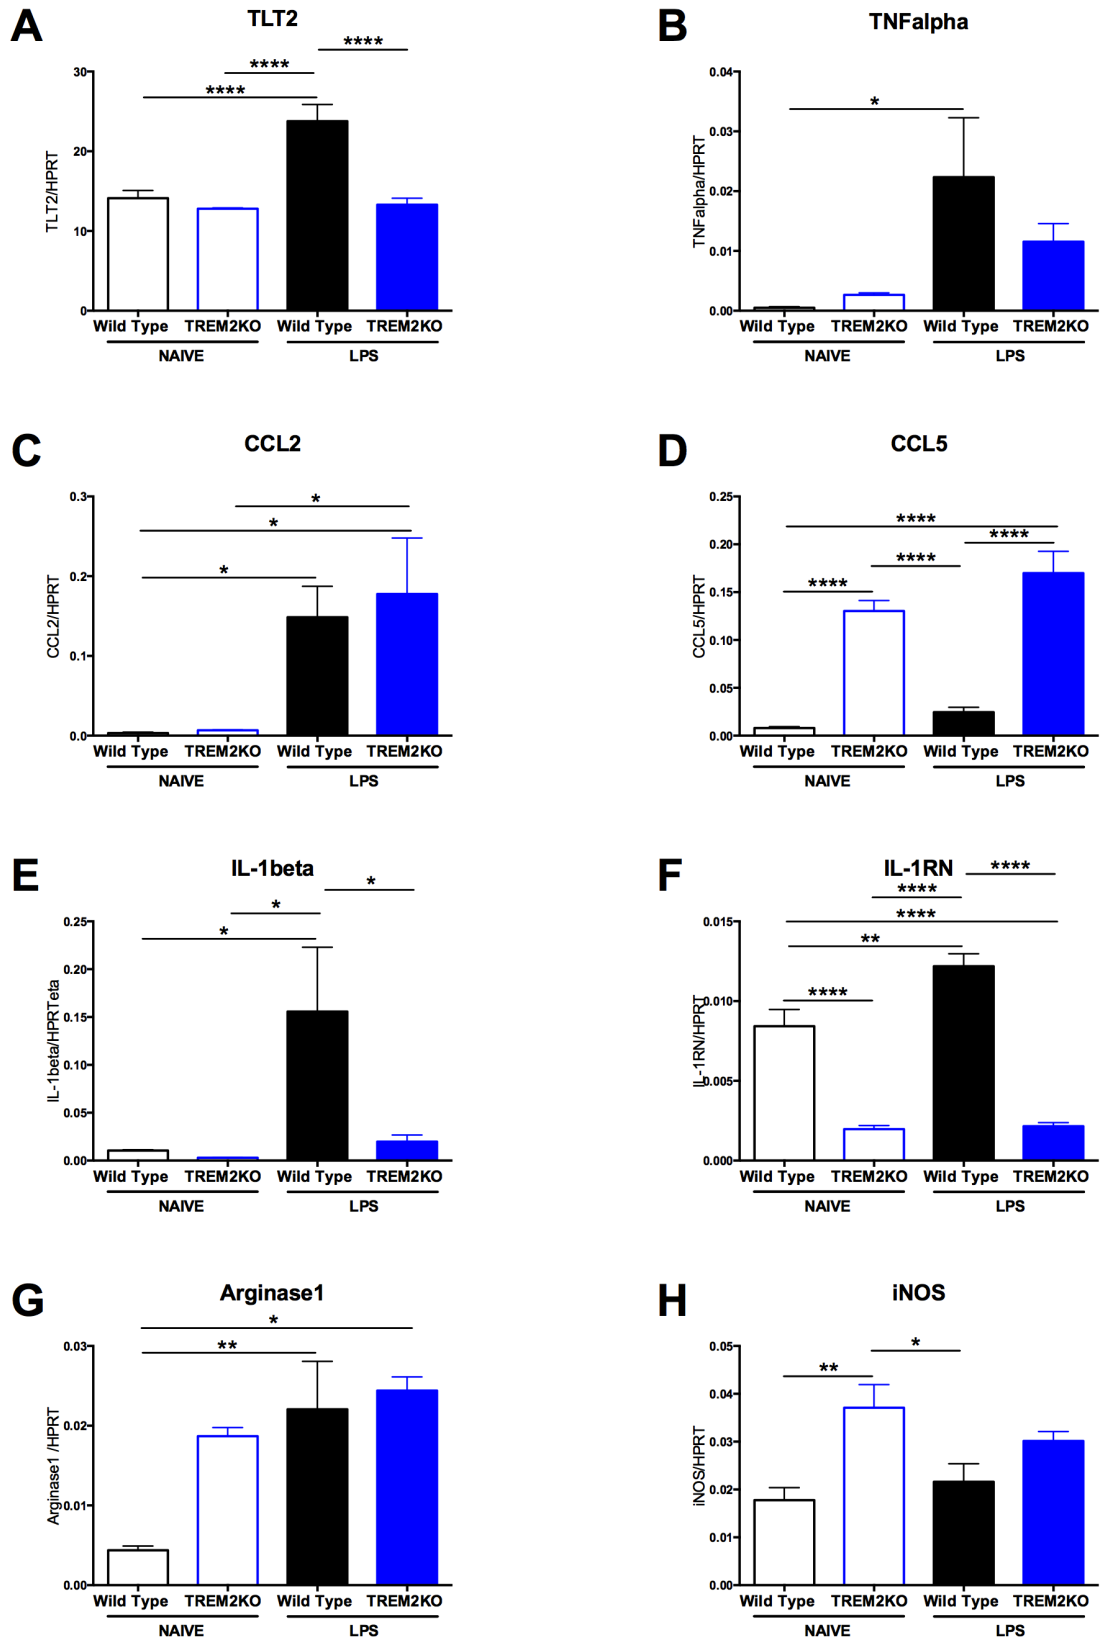 A
TLT2
****
****
****
30
20
10
0
TLT2/HPRT
Wild Type TREM2KO Wild Type TREM2KO
NAIVE LPS
B
TNFalpha
*
0.04
0.03
0.02
0.01
0.00
TNFalpha/HPRT
Wild Type TREM2KO Wild Type TREM2KO
NAIVE LPS
C
CCL2
*
*
*
0.3
0.2
0.1
0.0
CCL2/HPRT
Wild Type TREM2KO Wild Type TREM2KO
NAIVE LPS
D
CCL5
****
****
****
****
0.25
0.20
0.15
0.10
0.05
0.00
CCL5/HPRT
Wild Type TREM2KO Wild Type TREM2KO
NAIVE LPS
E
IL-1beta
*
*
*
0.25
0.20
0.15
0.10
0.05
0.00
IL-1beta/HPRTeta
Wild Type TREM2KO Wild Type TREM2KO
NAIVE LPS
F
IL-1RN
****
****
****
**
****
0.015
0.010
0.005
0.000
IL-1RN/HPRT
Wild Type TREM2KO Wild Type TREM2KO
NAIVE LPS
G
Arginase1
*
**
0.03
0.02
0.01
0.00
Arginase1 /HPRT
Wild Type TREM2KO Wild Type TREM2KO
NAIVE LPS
H
iNOS
*
**
0.05
0.04
0.03
0.02
0.01
0.00
iNOS/HPRT
Wild Type TREM2KO Wild Type TREM2KO
NAIVE LPS